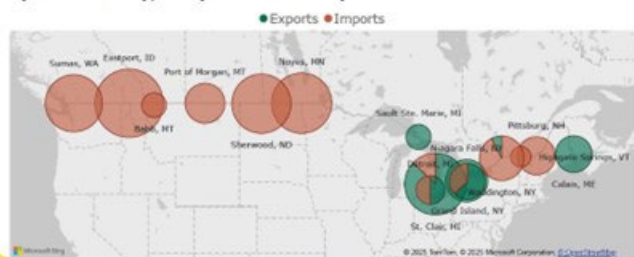 Exports Imports
Sumas, WA
Eastport, ID
Port of Morgan, MT
Noyes, MN
Babb, MT
Sherwood, ND
Sault Ste. Marie, MI
Pittsburg, NH
Niagara Falls, NY
Highgate Springs, VT
Detroit, MI
Waddington, NY
Calais, ME
Grand Island, NY
St. Clair, MI
Microsoft Bing
© 2025 TomTom, © 2025 Microsoft Corporation, © OpenStreetMap